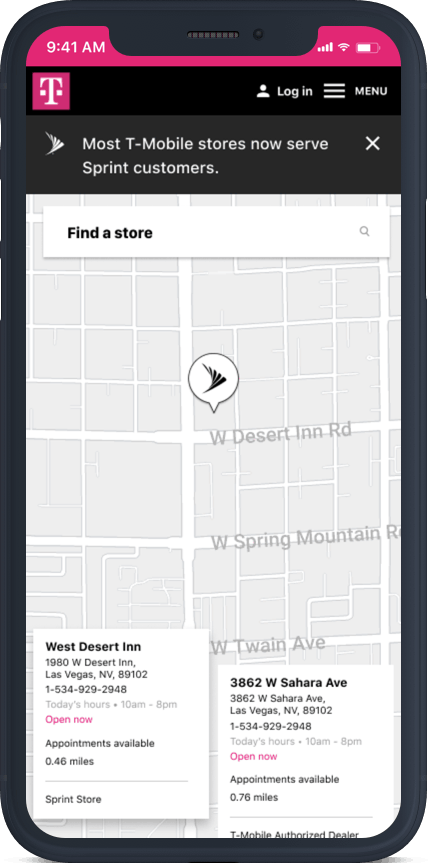 9:41 AM
T
Log in
MENU
Most T-Mobile stores now serve
Sprint customers.
Find a store
W Desert Inn Rd
W Spring Mountain R
W Twain Ave
West Desert Inn
1980 W Desert Inn,
Las Vegas, NV, 89102
1-534-929-2948
Today's hours • 10am - 8pm
Open now
Appointments available
0.46 miles
Sprint Store
3862 W Sahara Ave
3862 W Sahara Ave,
Las Vegas, NV, 89102
1-534-929-2948
Today's hours • 10am - 8pm
Open now
Appointments available
0.76 miles
T-Mobile Authorized Dealer